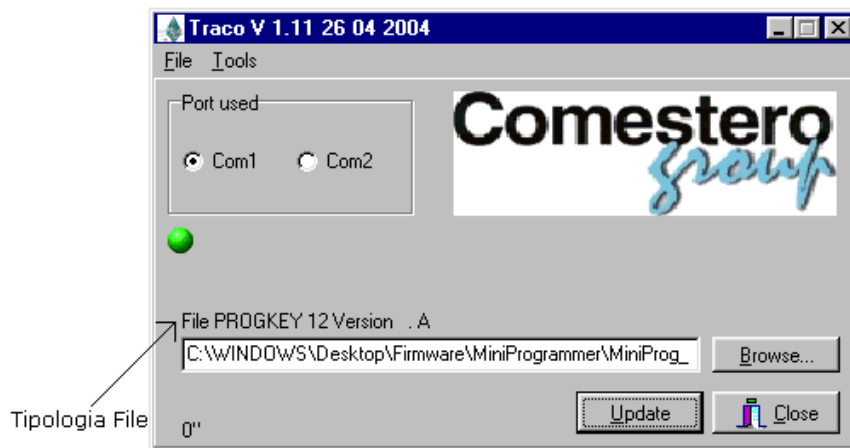 Traco V 1.11 26 04 2004
File Tools
Port used
Com1 Com2
Comestero
group
File PROGKEY 12 Version . A
C:\WINDOWS\Desktop\Firmware\MiniProgrammer\MiniProg_
Browse...
Tipologia File
0"
Update
Close